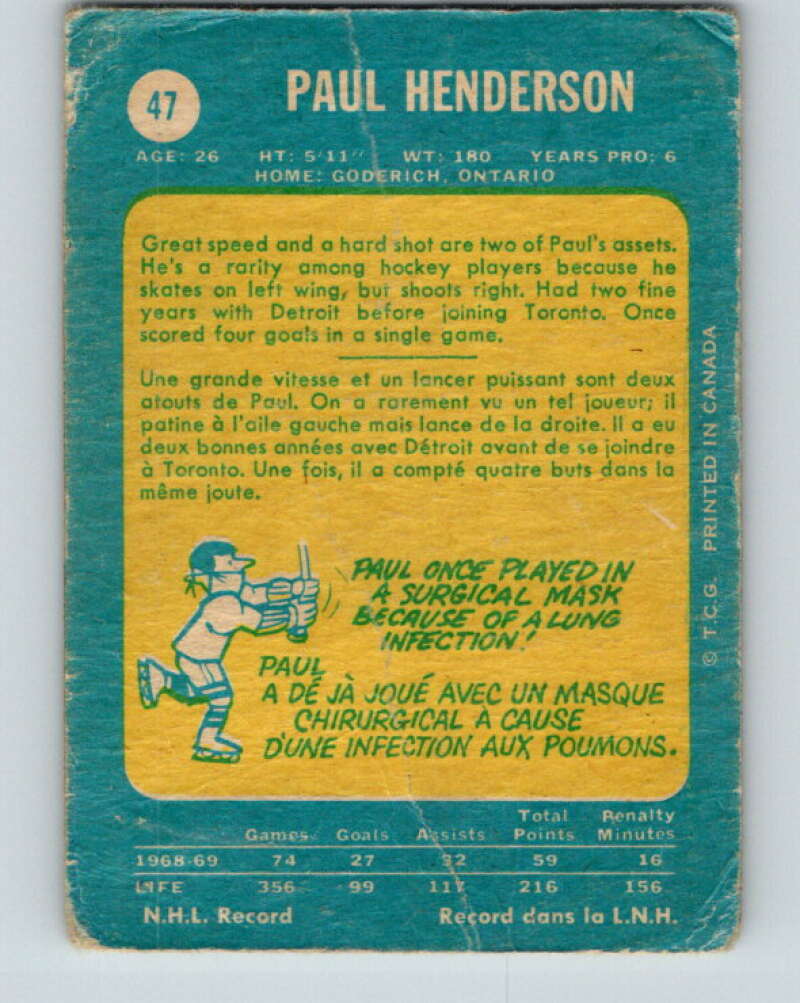 47
PAUL HENDERSON
AGE: 26 HT: 5'11" WT: 180 YEARS PRO: 6
HOME: GODERICH, ONTARIO
Great speed and a hard shot are two of Paul's assets.
He's a rarity among hockey players because he
skates on left wing, but shoots right. Had two fine
years with Detroit before joining Toronto. Once
scored four goals in a single game.
Une grande vitesse et un lancer puissant sont deux
atouts de Paul. On a rarement vu un tel joueur; il
patine à l'aile gauche mais lance de la droite. Il a eu
deux bonnes années avec Détroit avant de se joindre
à Toronto. Une fois, il a compté quatre buts dans la
même joute.
PAUL ONCE PLAYED IN
A SURGICAL MASK
BECAUSE OF A LUNG
INFECTION!
PAUL
A DÉ JÀ JOUÉ AVEC UN MASQUE
CHIRURGICAL À CAUSE
D'UNE INFECTION AUX POUMONS.
© T.C.G. PRINTED IN CANADA
Total Penalty
Games Goals Assists Points Minutes
1968-69 74 27 32 59 16
LIFE 356 99 117 216 156
N.H.L. Record Record dans la L.N.H.